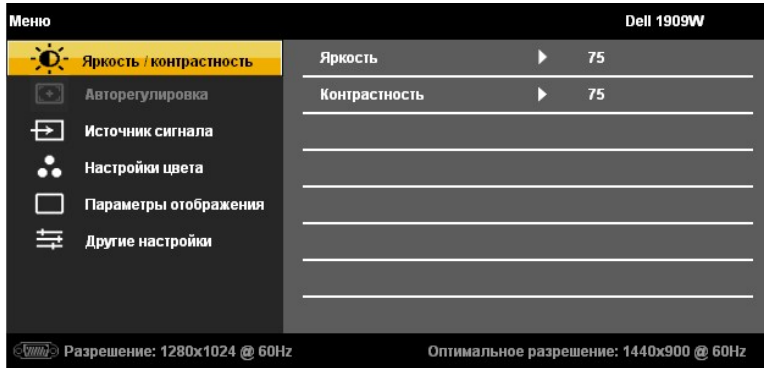 Меню Dell 1909W
Яркость / контрастность Яркость 75
Авторегулировка Контрастность 75
Источник сигнала
Настройки цвета
Параметры отображения
Другие настройки
Разрешение: 1280x1024 @ 60Hz Оптимальное разрешение: 1440x900 @ 60Hz